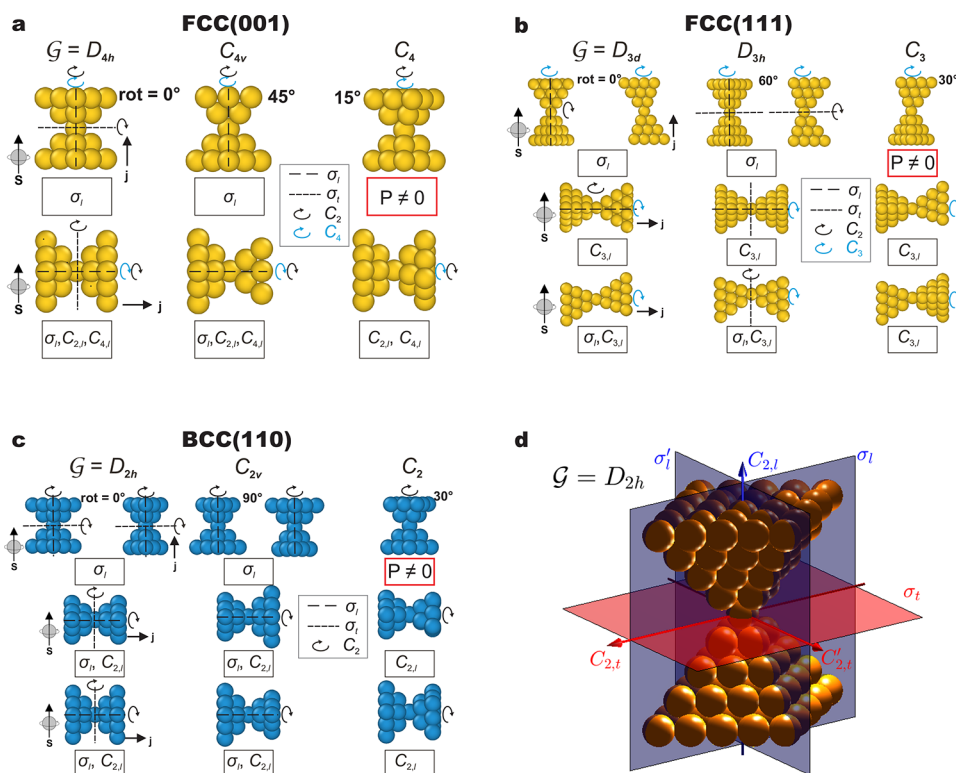 a
FCC(001)
𝒢 = D4h
C4v
C4
rot = 0°
45°
15°
S
j
σl
σl
P ≠ 0
σl
σt
C2
C4
S
j
σl, C2,l, C4,l
σl, C2,l, C4,l
C2,l, C4,l
b
FCC(111)
𝒢 = D3d
D3h
C3
rot = 0°
60°
30°
S
j
σl
σl
P ≠ 0
σl
σt
C2
C3
S
j
C3,l
C3,l
C3,l
S
j
σl, C3,l
σl, C3,l
C3,l
c
BCC(110)
𝒢 = D2h
C2v
C2
rot = 0°
90°
30°
S
j
σl
σl
P ≠ 0
σl
σt
C2
S
j
σl, C2,l
σl, C2,l
C2,l
S
j
σl, C2,l
σl, C2,l
C2,l
d
𝒢 = D2h
σ′l
C2,l
σl
σt
C2,t
C′2,t